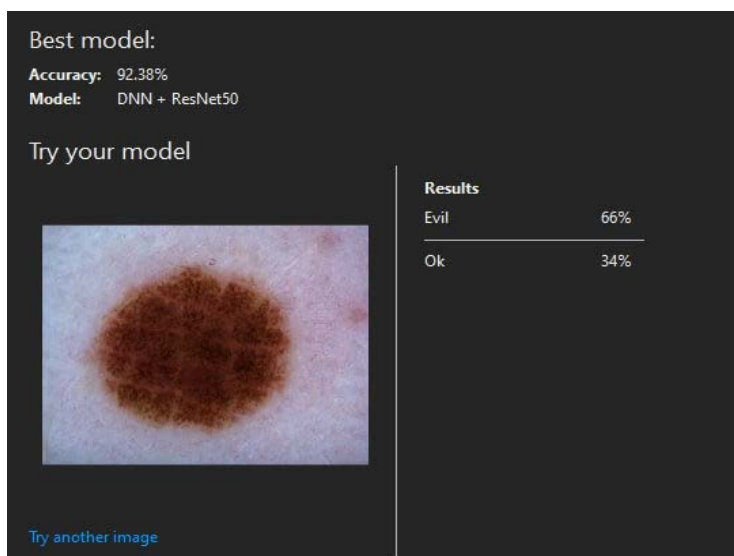 Best model:
Accuracy: 92.38%
Model: DNN + ResNet50
Try your model
Results
Evil 66%
Ok 34%
Try another image